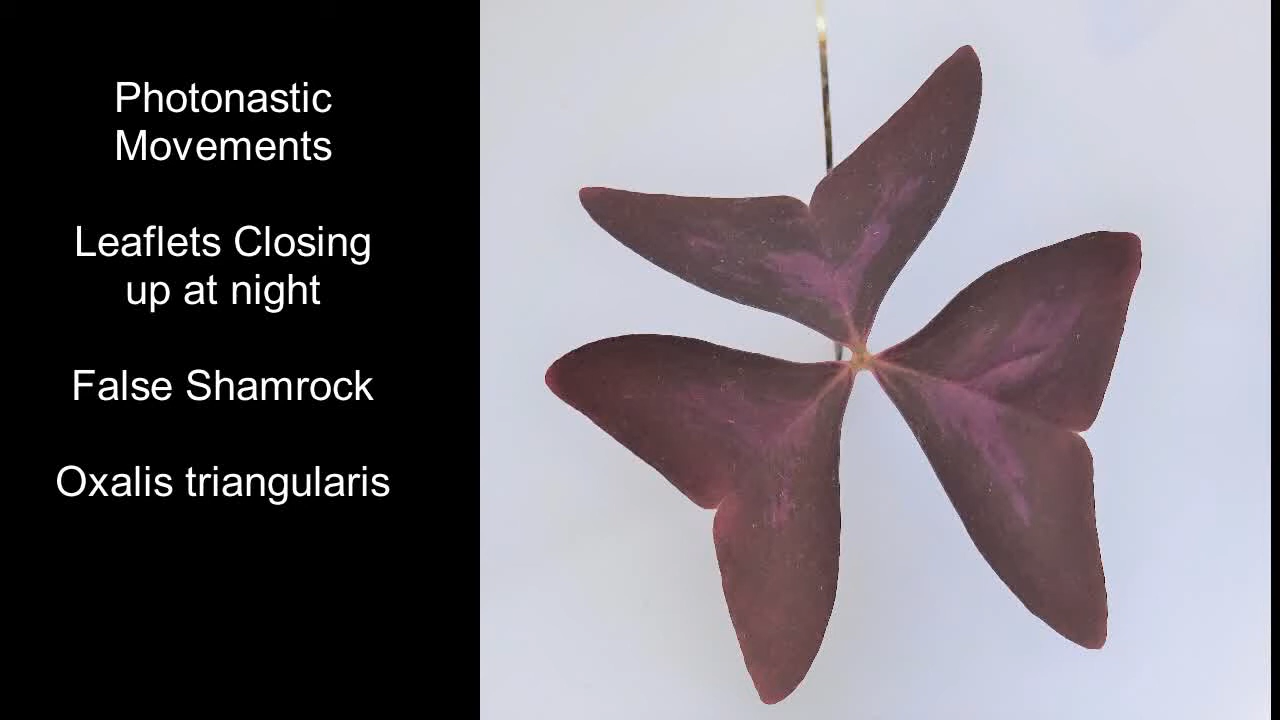 Photonastic
Movements
Leaflets Closing
up at night
False Shamrock
Oxalis triangularis